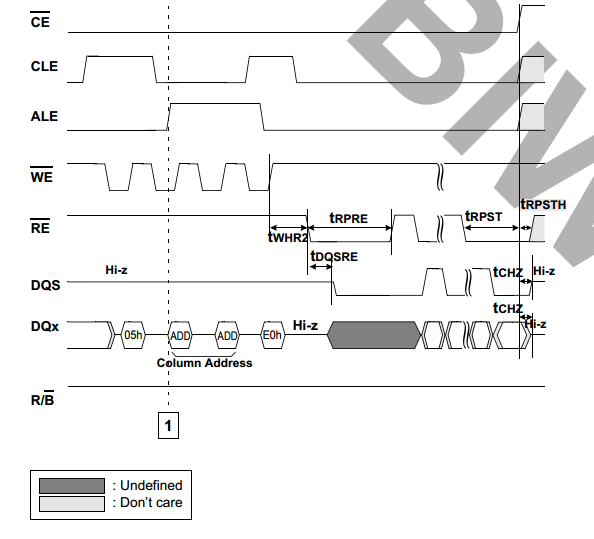 CE
CLE
ALE
WE
tRPSTH
tRPRE
tRPST
RE
tWHR2
tDQSRE
Hi-z
tCHZ
Hi-z
DQS
tCHZ
DQx
05h
ADD
ADD
E0h
Hi-z
Hi-z
Column Address
R/B
1
: Undefined
: Don't care